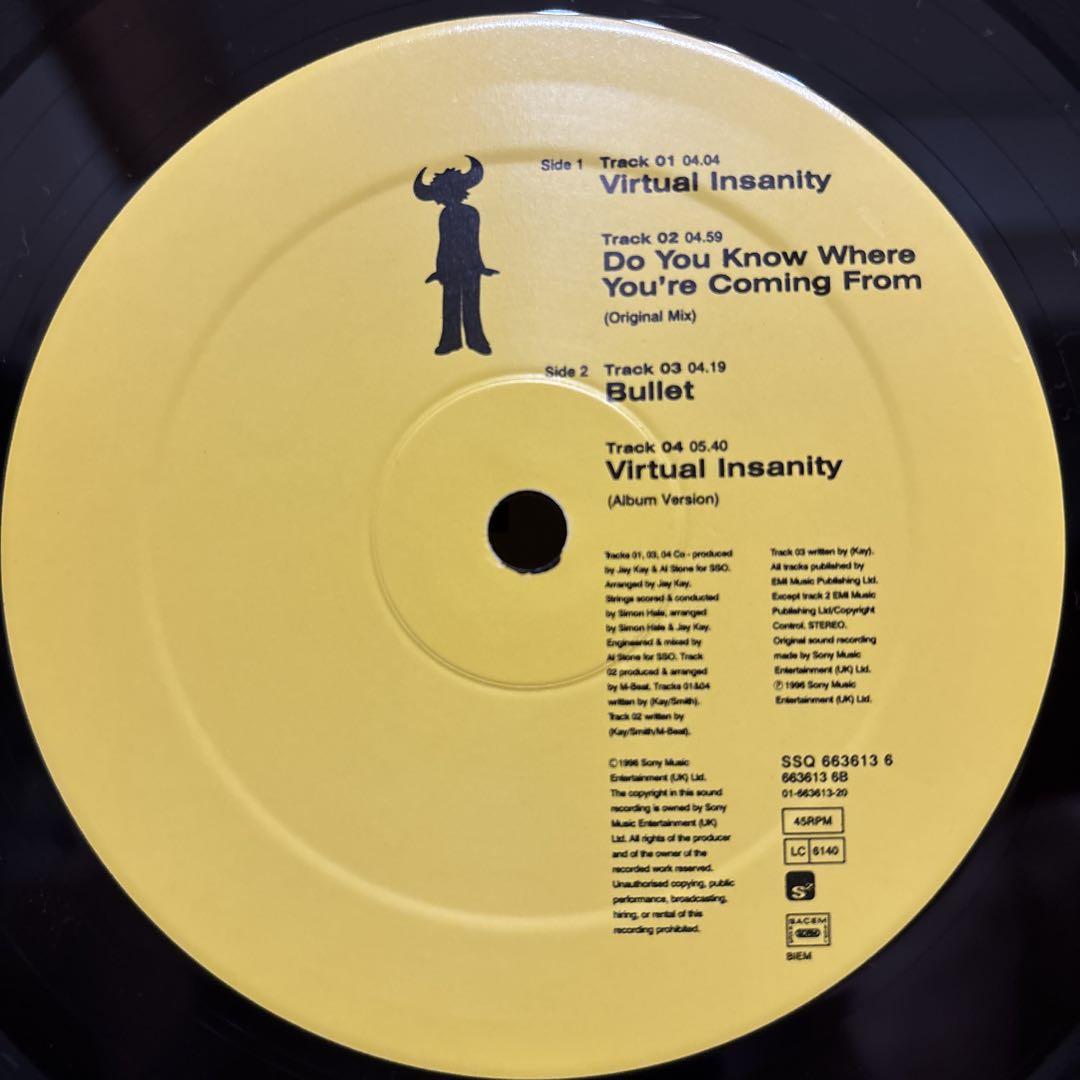 Side 1 Track 01 04.04
Virtual Insanity
Track 02 04.59
Do You Know Where
You're Coming From
(Original Mix)
Side 2 Track 03 04.19
Bullet
Track 04 05.40
Virtual Insanity
(Album Version)
Tracks 01, 03, 04 Co - produced
by Jay Kay & Al Stone for SSO.
Arranged by Jay Kay.
Strings scored & conducted
by Simon Hale, arranged
by Simon Hale & Jay Kay.
Engineered & mixed by
Al Stone for SSO. Track
02 produced & arranged
by M-Beat. Tracks 01&04
written by (Kay/Smith).
Track 02 written by
(Kay/Smith/M-Beat).
Track 03 written by (Kay).
All tracks published by
EMI Music Publishing Ltd.
Except track 2 EMI Music
Publishing Ltd/Copyright
Control. STEREO.
Original sound recording
made by Sony Music
Entertainment (UK) Ltd.
℗ 1996 Sony Music
Entertainment (UK) Ltd.
©1996 Sony Music
Entertainment (UK) Ltd.
The copyright in this sound
recording is owned by Sony
Music Entertainment (UK)
Ltd. All rights of the producer
and of the owner of the
recorded work reserved.
Unauthorised copying, public
performance, broadcasting,
hiring, or rental of this
recording prohibited.
SSQ 663613 6
663613 6B
01-663613-20
45RPM
LC 6140
S2
SACEM
BIEM